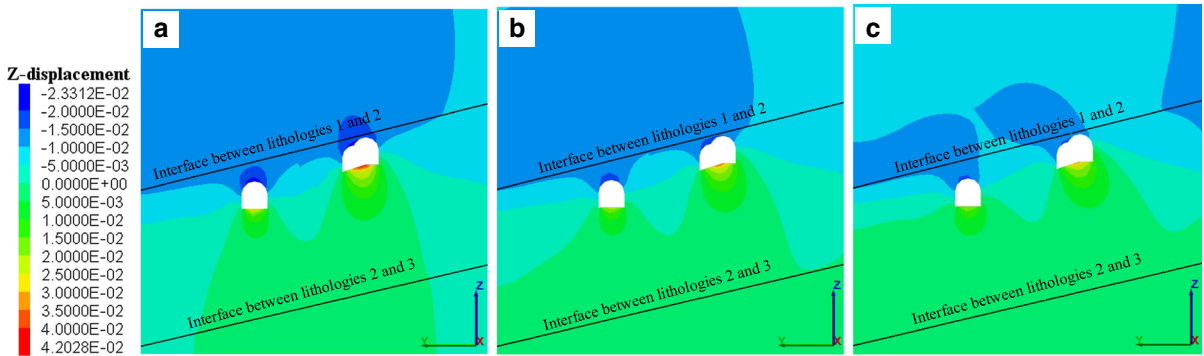 Z-displacement
-2.3312E-02
-2.0000E-02
-1.5000E-02
-1.0000E-02
-5.0000E-03
0.0000E+00
5.0000E-03
1.0000E-02
1.5000E-02
2.0000E-02
2.5000E-02
3.0000E-02
3.5000E-02
4.0000E-02
4.2028E-02
a
Interface between lithologies 1 and 2
Interface between lithologies 2 and 3
Z
Y
X
b
Interface between lithologies 1 and 2
Interface between lithologies 2 and 3
Z
Y
X
c
Interface between lithologies 1 and 2
Interface between lithologies 2 and 3
Z
Y
X